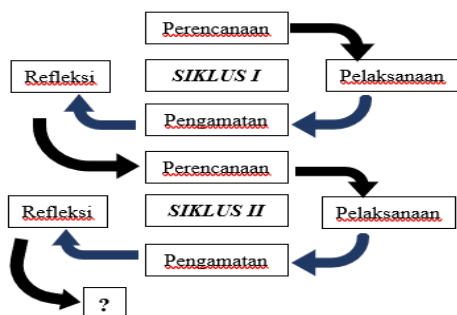 Perencanaan
Refleksi
SIKLUS I
Pelaksanaan
Pengamatan
Perencanaan
Refleksi
SIKLUS II
Pelaksanaan
Pengamatan
?